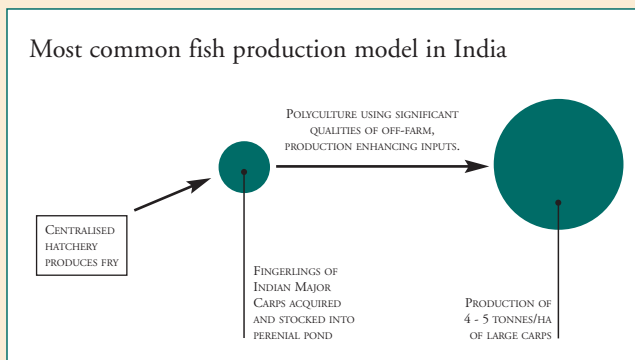 Most common fish production model in India
POLYCULTURE USING SIGNIFICANT
QUALITIES OF OFF-FARM,
PRODUCTION ENHANCING INPUTS.
CENTRALISED
HATCHERY
PRODUCES FRY
FINGERLINGS OF
INDIAN MAJOR
CARPS ACQUIRED
AND STOCKED INTO
PERENIAL POND
PRODUCTION OF
4 - 5 TONNES/HA
OF LARGE CARPS